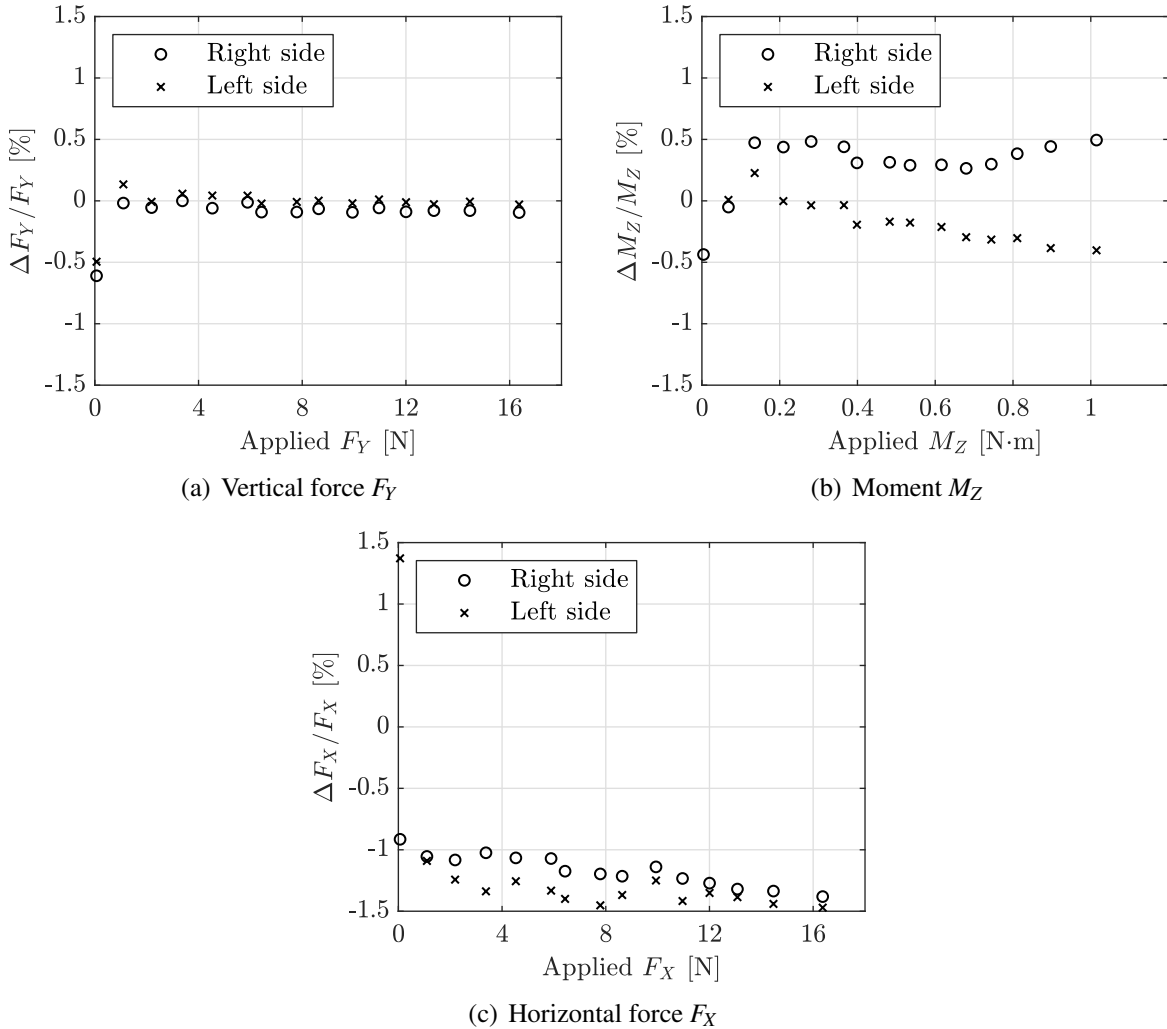 1.5
1
0.5
0
-0.5
-1
-1.5
ΔF_Y/F_Y [%]
Right side
Left side
0 4 8 12 16
Applied F_Y [N]
(a) Vertical force F_Y
1.5
1
0.5
0
-0.5
-1
-1.5
ΔM_Z/M_Z [%]
Right side
Left side
0 0.2 0.4 0.6 0.8 1
Applied M_Z [N·m]
(b) Moment M_Z
1.5
1
0.5
0
-0.5
-1
-1.5
ΔF_X/F_X [%]
Right side
Left side
0 4 8 12 16
Applied F_X [N]
(c) Horizontal force F_X